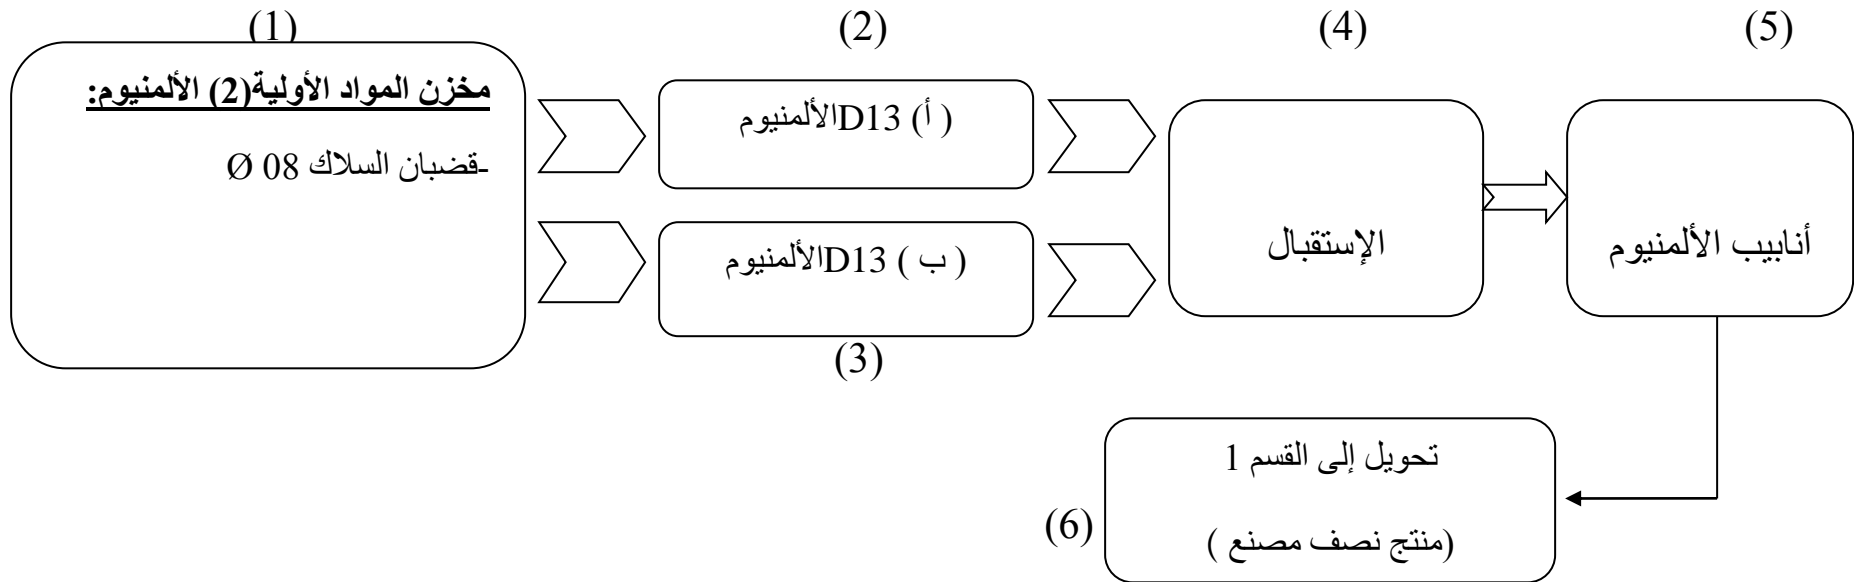 (1)
مخزن المواد الأولية(2) الألمنيوم:
-قضبان السلاك 08 Ø
(2)
( أ) D13الألمنيوم
( ب ) D13الألمنيوم
(3)
(4)
الإستقبال
(5)
أنابيب الألمنيوم
تحويل إلى القسم 1
(منتج نصف مصنع )
(6)